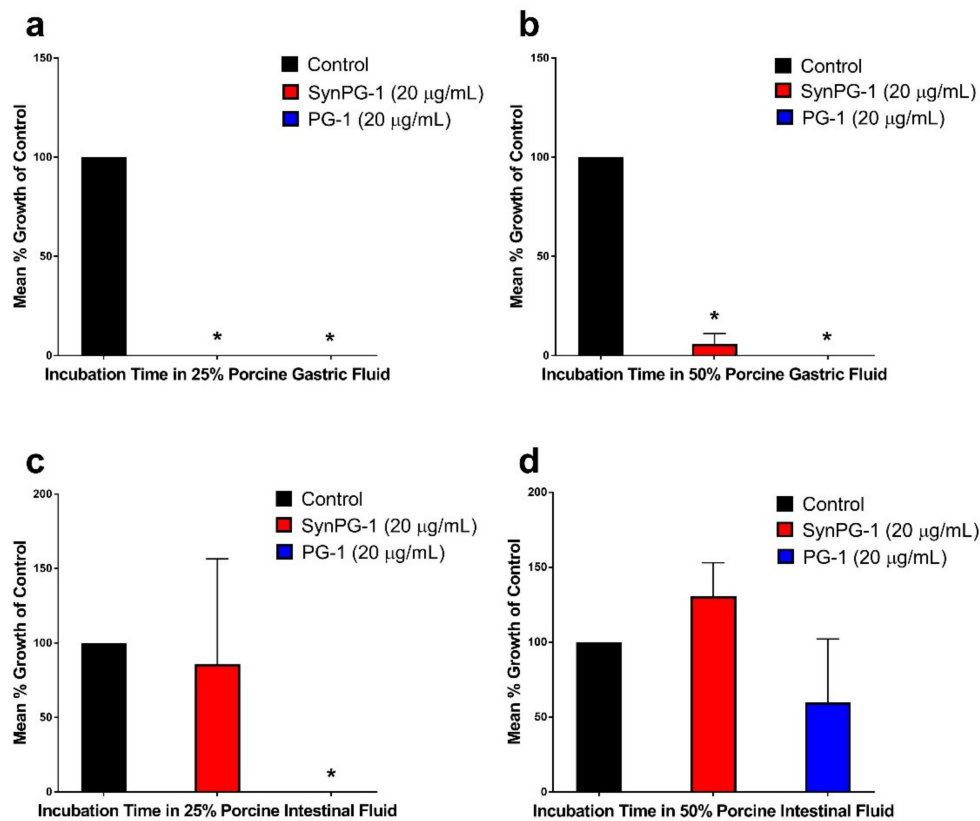 a
Mean % Growth of Control
150
100
50
0
Control
SynPG-1 (20 µg/mL)
PG-1 (20 µg/mL)
*
*
Incubation Time in 25% Porcine Gastric Fluid
b
Mean % Growth of Control
150
100
50
0
Control
SynPG-1 (20 µg/mL)
PG-1 (20 µg/mL)
*
*
Incubation Time in 50% Porcine Gastric Fluid
c
Mean % Growth of Control
200
150
100
50
0
Control
SynPG-1 (20 µg/mL)
PG-1 (20 µg/mL)
*
Incubation Time in 25% Porcine Intestinal Fluid
d
Mean % Growth of Control
200
150
100
50
0
Control
SynPG-1 (20 µg/mL)
PG-1 (20 µg/mL)
Incubation Time in 50% Porcine Intestinal Fluid